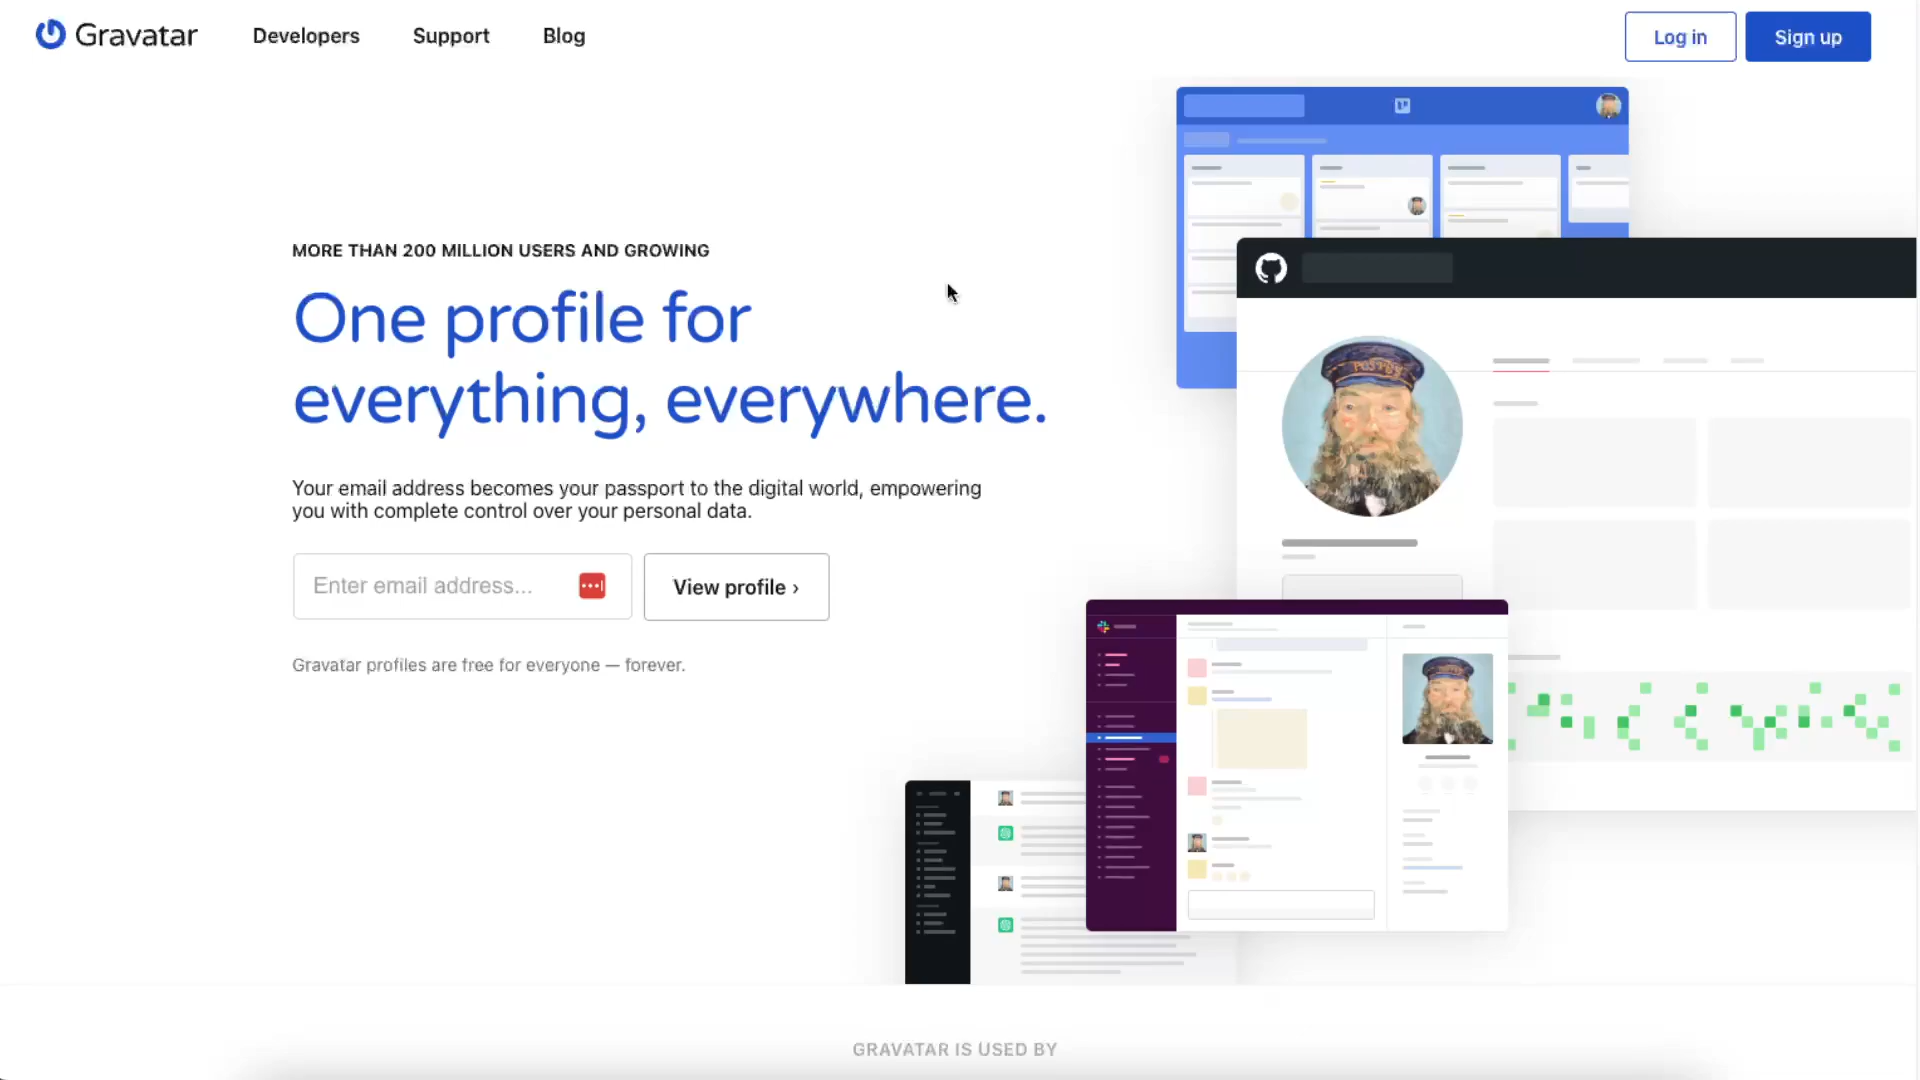 Gravatar
Developers
Support
Blog
Log in
Sign up
MORE THAN 200 MILLION USERS AND GROWING
One profile for
everything, everywhere.
Your email address becomes your passport to the digital world, empowering
you with complete control over your personal data.
Enter email address...
View profile ›
Gravatar profiles are free for everyone — forever.
GRAVATAR IS USED BY